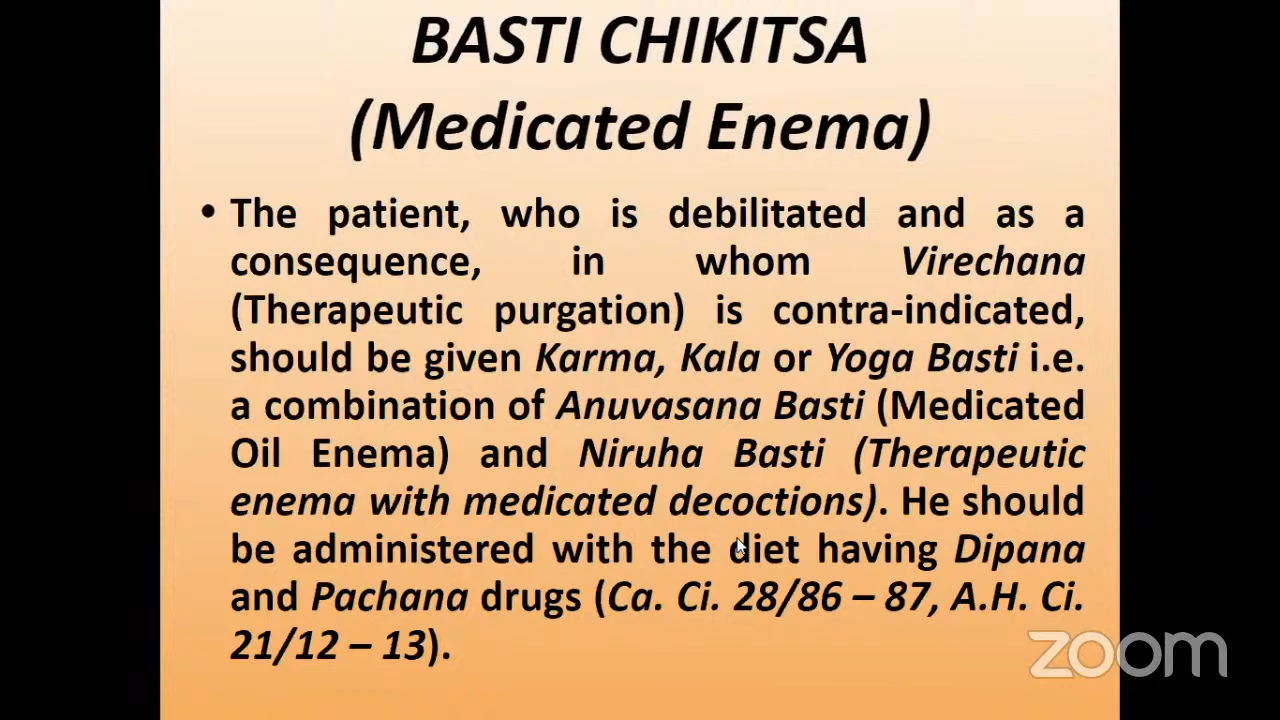 BASTI CHIKITSA
(Medicated Enema)
• The patient, who is debilitated and as a
consequence, in whom Virechana
(Therapeutic purgation) is contra-indicated,
should be given Karma, Kala or Yoga Basti i.e.
a combination of Anuvasana Basti (Medicated
Oil Enema) and Niruha Basti (Therapeutic
enema with medicated decoctions). He should
be administered with the diet having Dipana
and Pachana drugs (Ca. Ci. 28/86 – 87, A.H. Ci.
21/12 – 13).
zoom